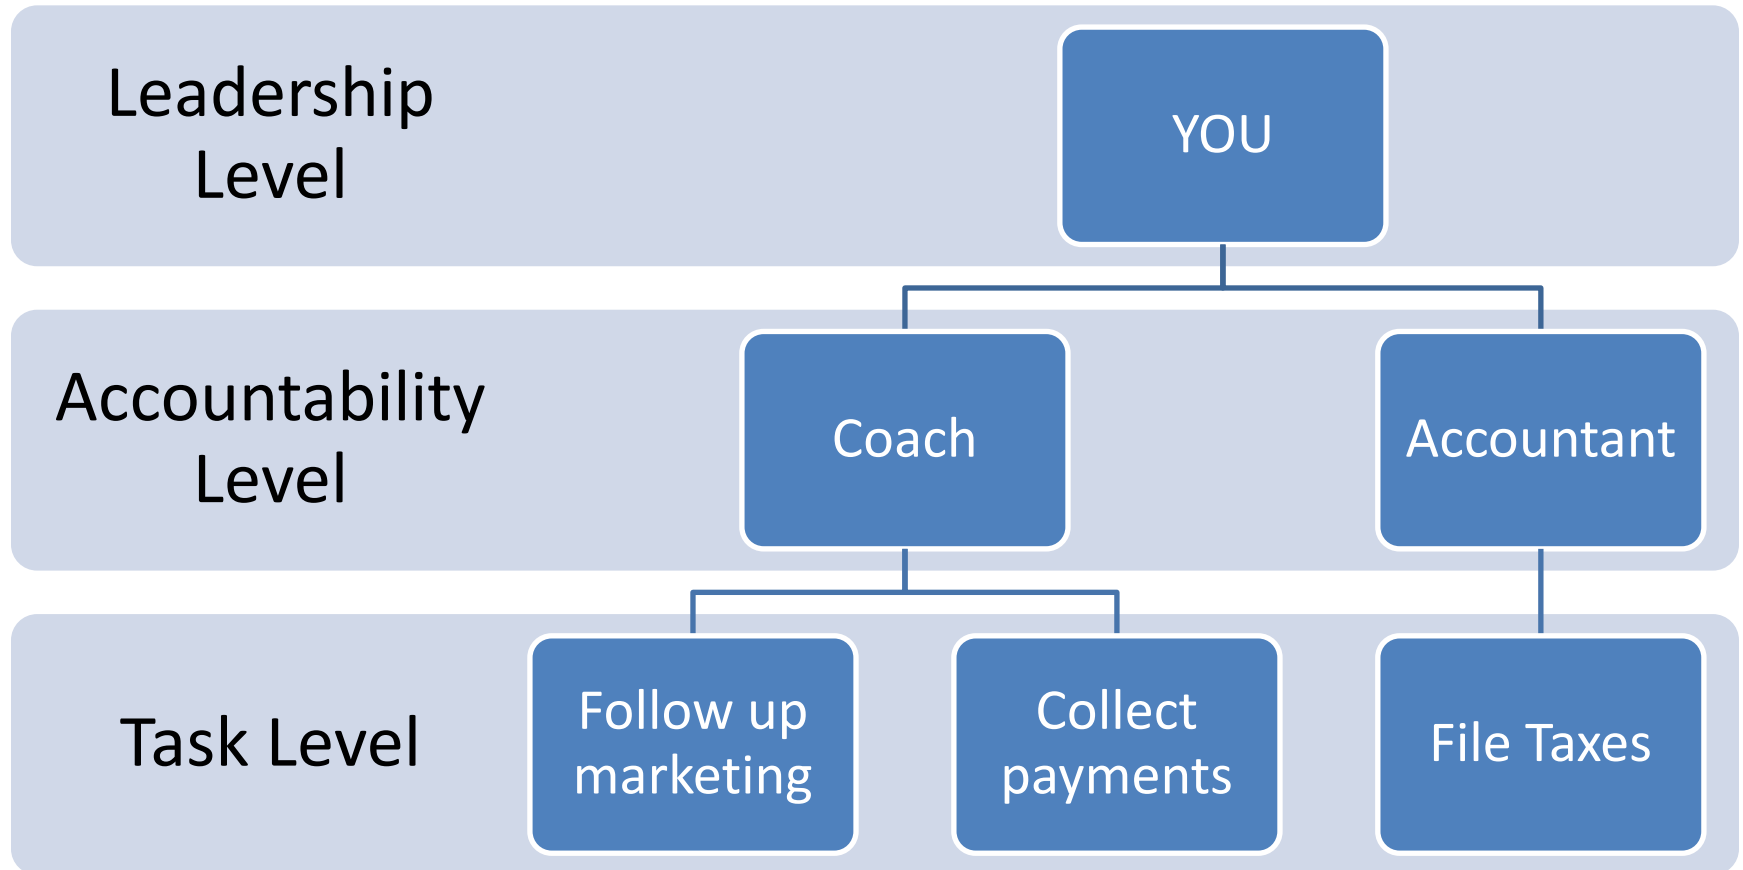 Leadership
Level
YOU
Accountability
Level
Coach
Accountant
Task Level
Follow up
marketing
Collect
payments
File Taxes